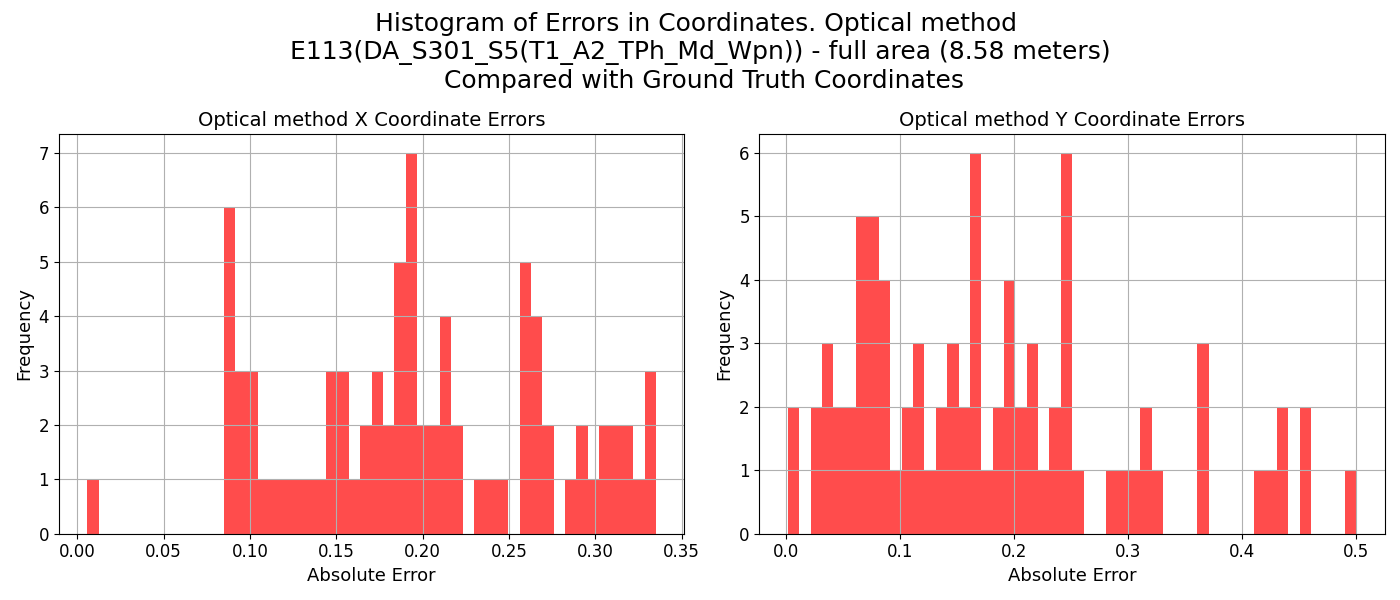 Histogram of Errors in Coordinates. Optical method
E113(DA_S301_S5(T1_A2_TPh_Md_Wpn)) - full area (8.58 meters)
Compared with Ground Truth Coordinates
Optical method X Coordinate Errors
Frequency
7
6
5
4
3
2
1
0
0.00 0.05 0.10 0.15 0.20 0.25 0.30 0.35
Absolute Error
Optical method Y Coordinate Errors
Frequency
6
5
4
3
2
1
0
0.0 0.1 0.2 0.3 0.4 0.5
Absolute Error